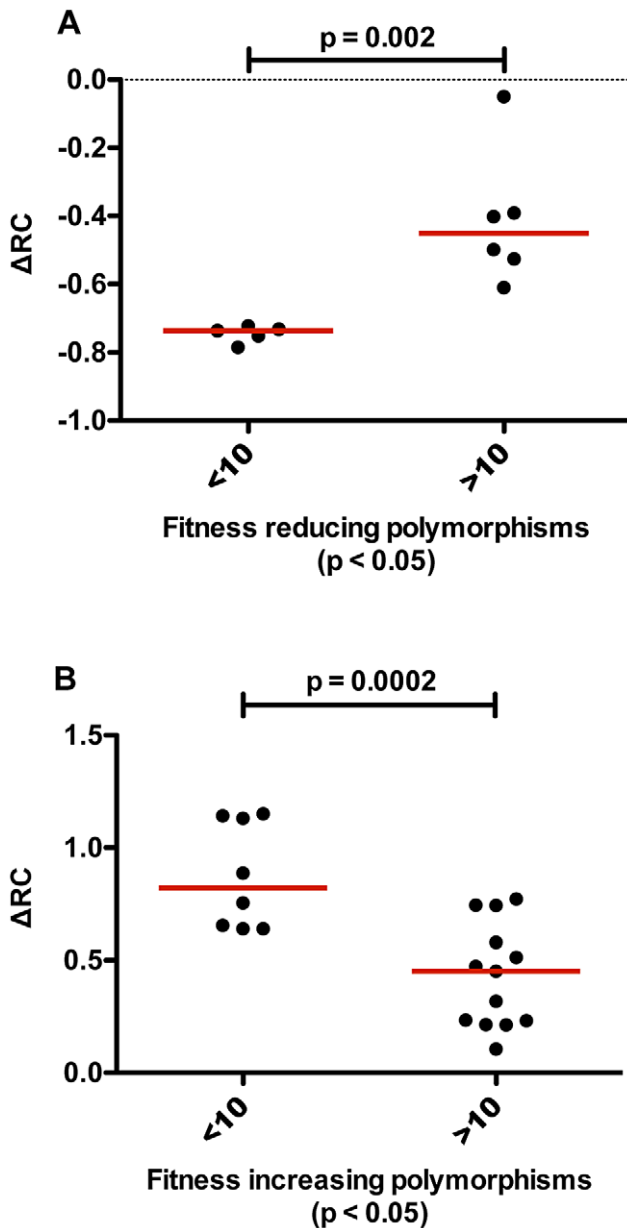 A
p = 0.002
0.0
-0.2
-0.4
-0.6
-0.8
-1.0
ΔRC
<10
>10
Fitness reducing polymorphisms
(p < 0.05)
B
p = 0.0002
1.5
1.0
0.5
0.0
ΔRC
<10
>10
Fitness increasing polymorphisms
(p < 0.05)